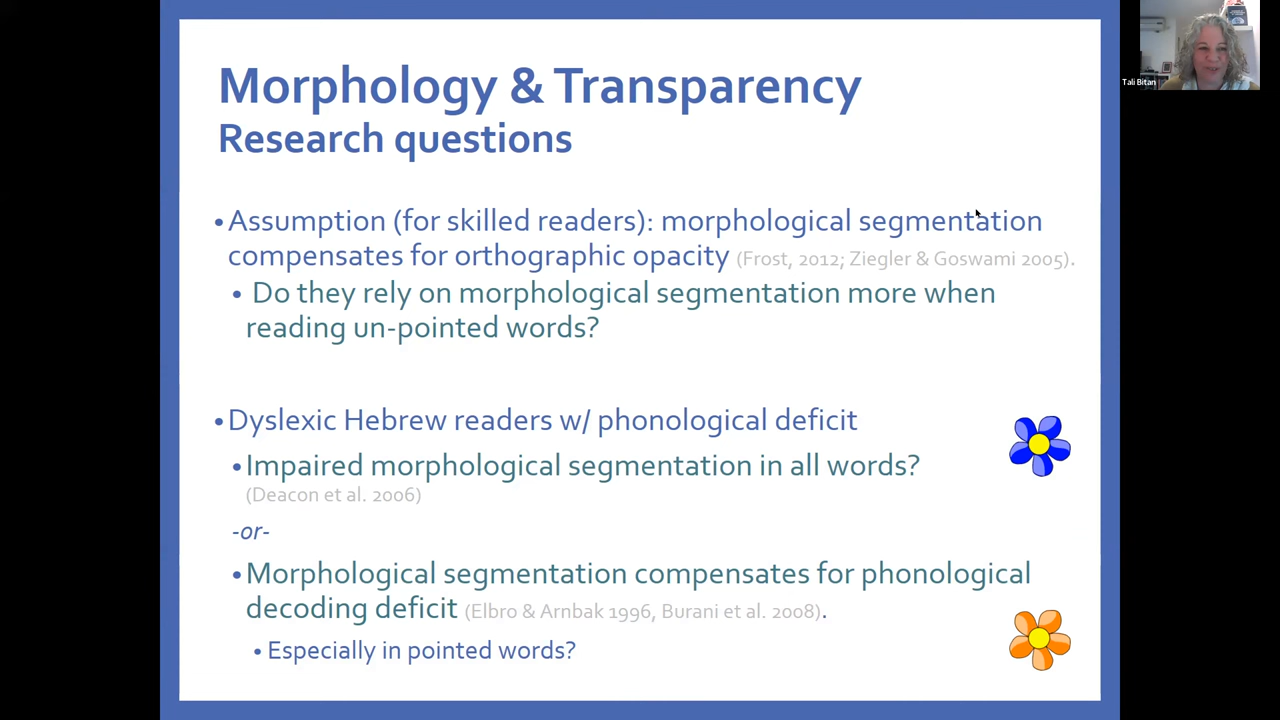 Morphology & Transparency
Research questions
• Assumption (for skilled readers): morphological segmentation
compensates for orthographic opacity (Frost, 2012; Ziegler & Goswami 2005).
• Do they rely on morphological segmentation more when
reading un-pointed words?
• Dyslexic Hebrew readers w/ phonological deficit
• Impaired morphological segmentation in all words?
(Deacon et al. 2006)
-or-
• Morphological segmentation compensates for phonological
decoding deficit (Elbro & Arnbak 1996, Burani et al. 2008).
• Especially in pointed words?
Tali Bitan